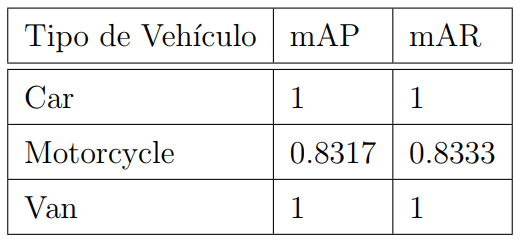 Tipo de Vehículo mAP mAR
Car 1 1
Motorcycle 0.8317 0.8333
Van 1 1